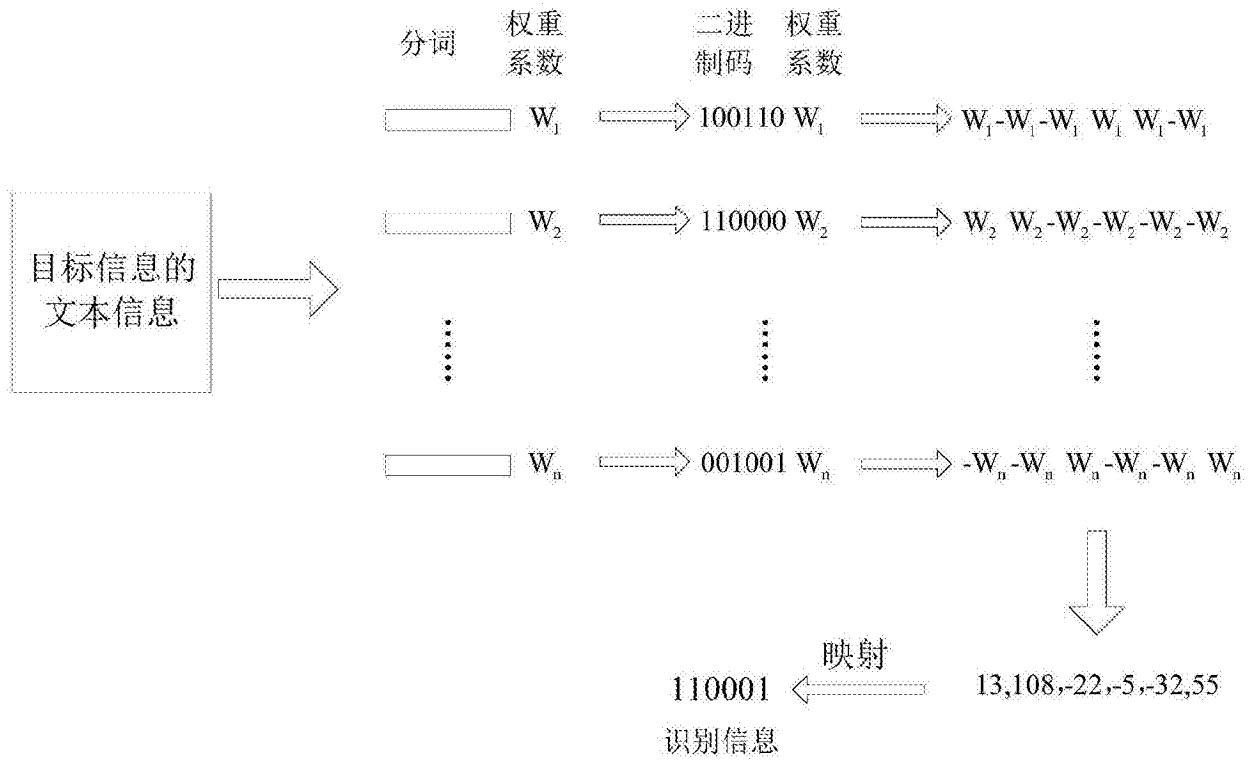 分词 权重系数 二进制码 权重系数
W₁ 100110 W₁ W₁-W₁-W₁ W₁ W₁-W₁
W₂ 110000 W₂ W₂ W₂-W₂-W₂-W₂-W₂
目标信息的
文本信息
Wₙ 001001 Wₙ -Wₙ-Wₙ Wₙ-Wₙ-Wₙ Wₙ
映射
110001 13,108,-22,-5,-32,55
识别信息